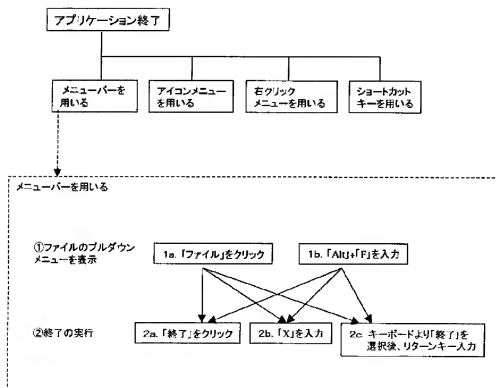 アプリケーション終了
メニューバーを
用いる
アイコンメニュー
を用いる
右クリック
メニューを用いる
ショートカット
キーを用いる
メニューバーを用いる
①ファイルのプルダウン
メニューを表示
1a.「ファイル」をクリック
1b.「Alt」+「F」を入力
②終了の実行
2a.「終了」をクリック
2b.「X」を入力
2c. キーボードより「終了」を
選択後、リターンキー入力